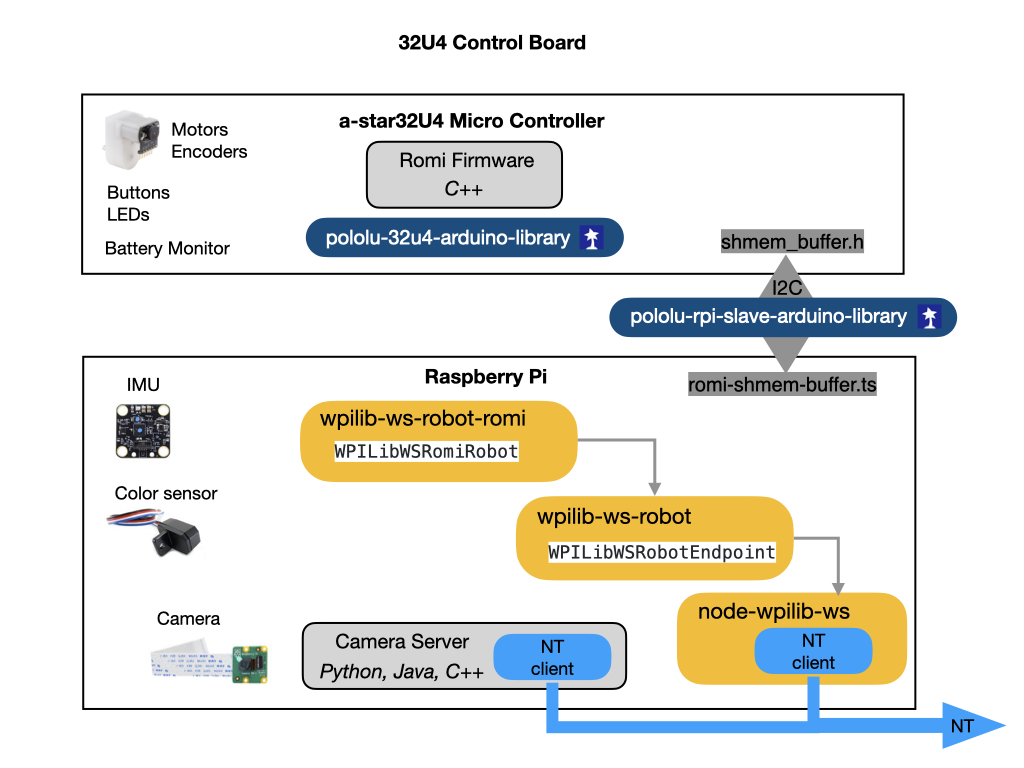 32U4 Control Board
a-star32U4 Micro Controller
Motors
Encoders
Romi Firmware
C++
Buttons
LEDs
Battery Monitor
pololu-32u4-arduino-library
shmem_buffer.h
I2C
pololu-rpi-slave-arduino-library
Raspberry Pi
romi-shmem-buffer.ts
IMU
wpilib-ws-robot-romi
WPILibWSRomiRobot
Color sensor
wpilib-ws-robot
WPILibWSRobotEndpoint
Camera
node-wpilib-ws
NT
client
Camera Server
Python, Java, C++
NT
client
NT